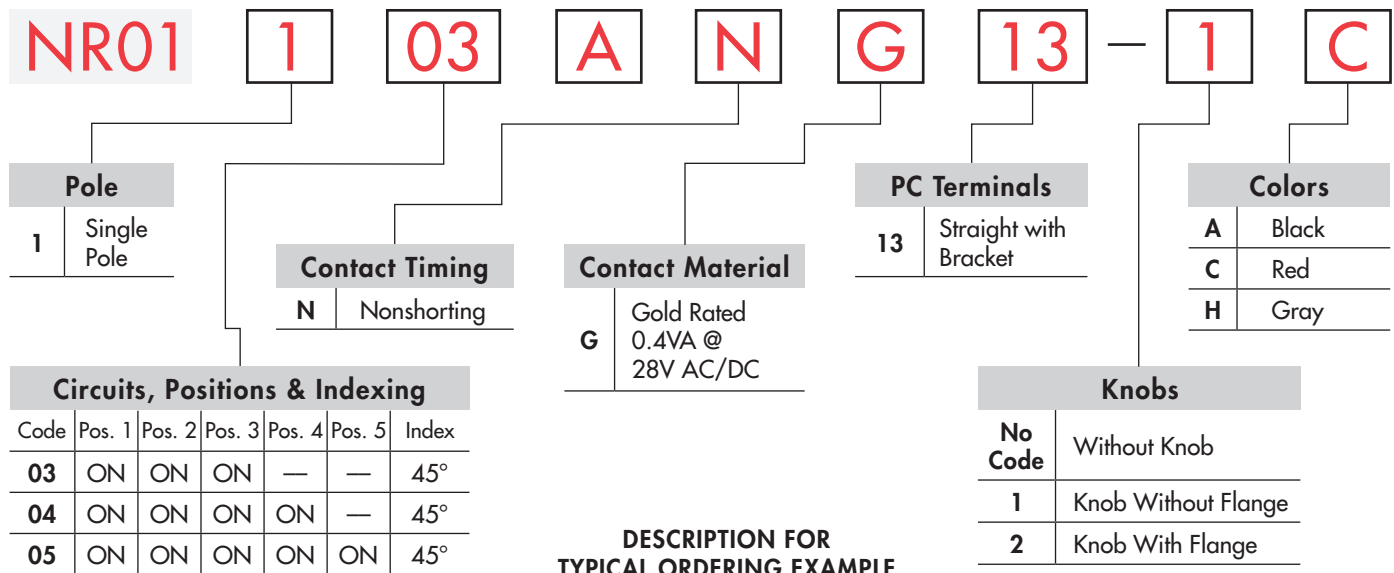 NR01 1 03 A N G 13 — 1 C
Pole
1 Single
Pole
Contact Timing
N Nonshorting
Contact Material
G Gold Rated
0.4VA @
28V AC/DC
PC Terminals
13 Straight with
Bracket
Colors
A Black
C Red
H Gray
Circuits, Positions & Indexing
Code Pos. 1 Pos. 2 Pos. 3 Pos. 4 Pos. 5 Index
03 ON ON ON — — 45°
04 ON ON ON ON — 45°
05 ON ON ON ON ON 45°
Knobs
No
Code Without Knob
1 Knob Without Flange
2 Knob With Flange
DESCRIPTION FOR
TYPICAL ORDERING EXAMPLE